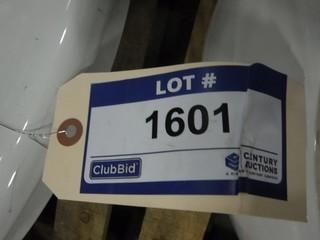 LOT #
1601
ClubBid
CENTURY
AUCTIONS